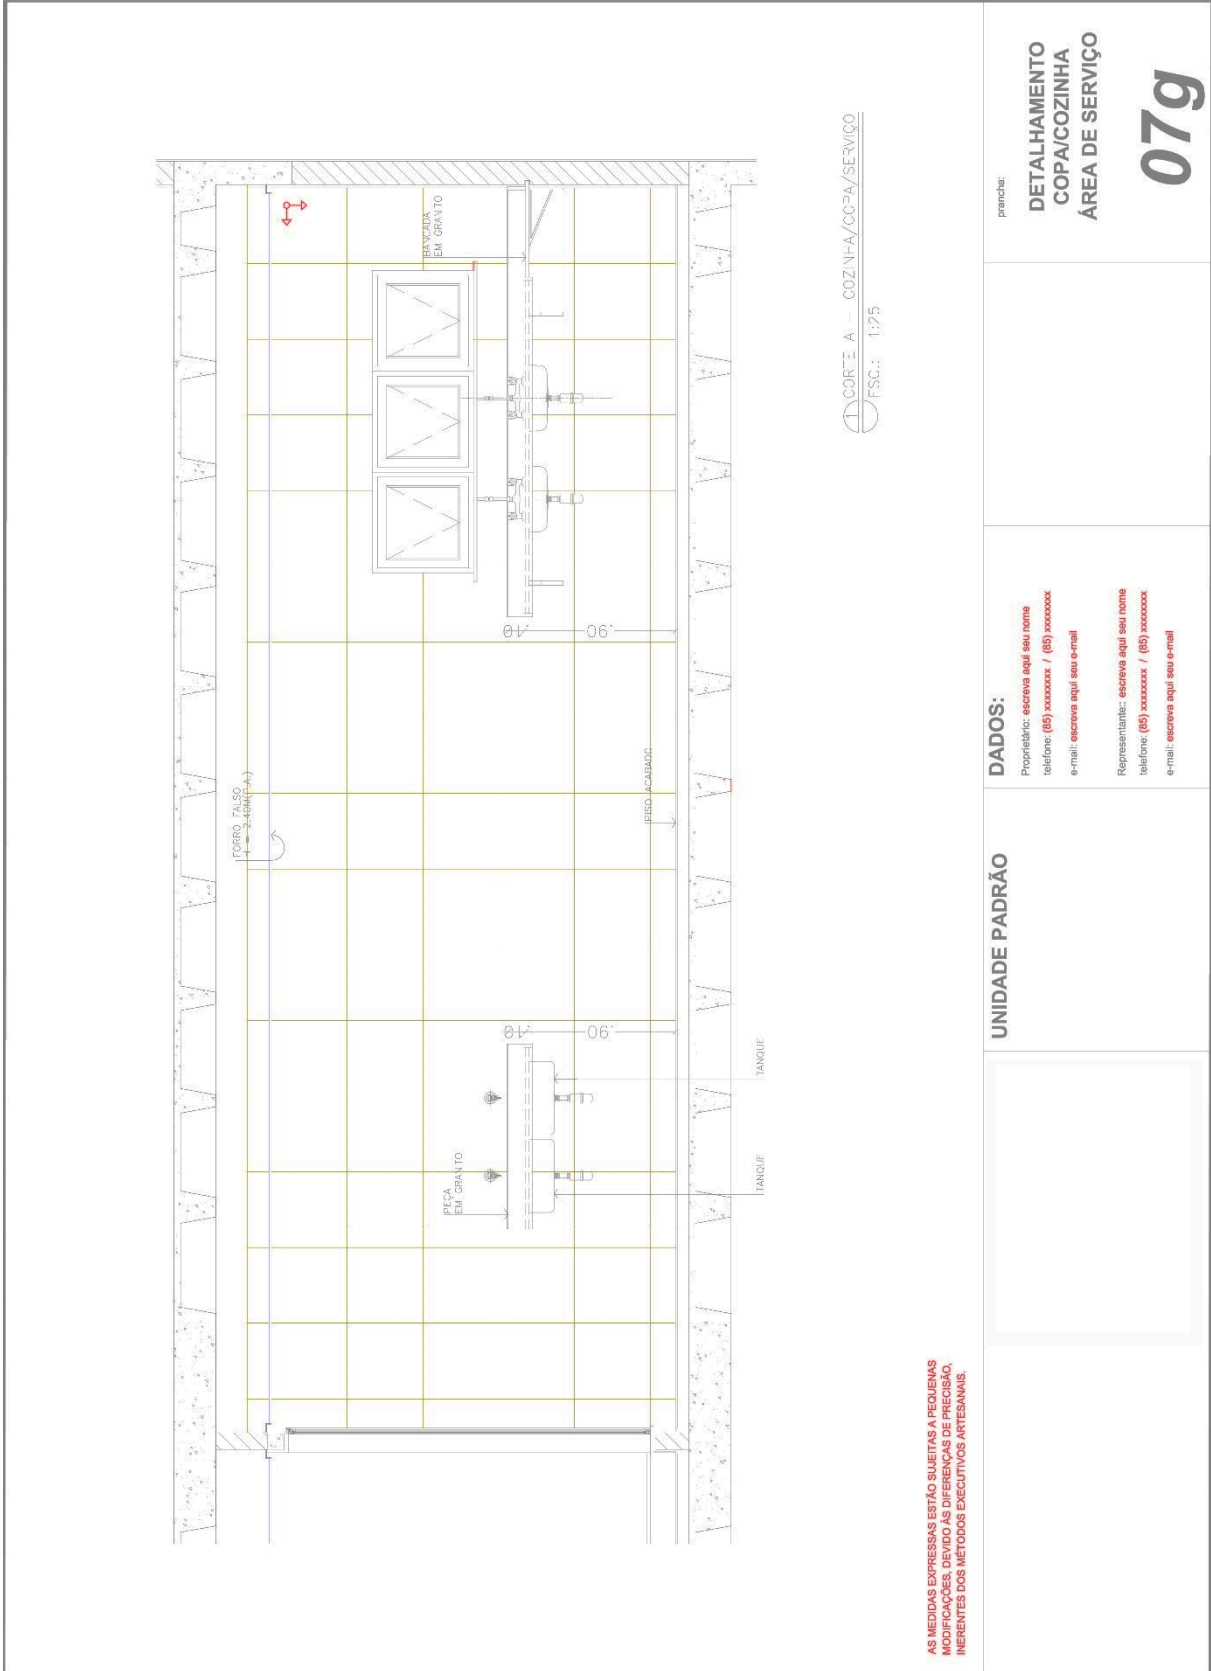 FORRO FALSO
H = 2.40M(P.A.)
BANCADA
EM GRANITO
PEÇA
EM GRANITO
PISO ACABADO
.10
.90
.10
.90
TANQUE
TANQUE
1 CORTE A - COZINHA/COPA/SERVIÇO
ESC.: 1:25
AS MEDIDAS EXPRESSAS ESTÃO SUJEITAS A PEQUENAS
MODIFICAÇÕES, DEVIDO ÀS DIFERENÇAS DE PRECISÃO,
INERENTES DOS MÉTODOS EXECUTIVOS ARTESANAIS.
UNIDADE PADRÃO
DADOS:
Proprietário: escreva aqui seu nome
telefone: (85) xxxxxxxx / (85) xxxxxxxx
e-mail: escreva aqui seu e-mail
Representante:: escreva aqui seu nome
telefone: (85) xxxxxxxx / (85) xxxxxxxx
e-mail: escreva aqui seu e-mail
prancha:
DETALHAMENTO
COPA/COZINHA
ÁREA DE SERVIÇO
07g